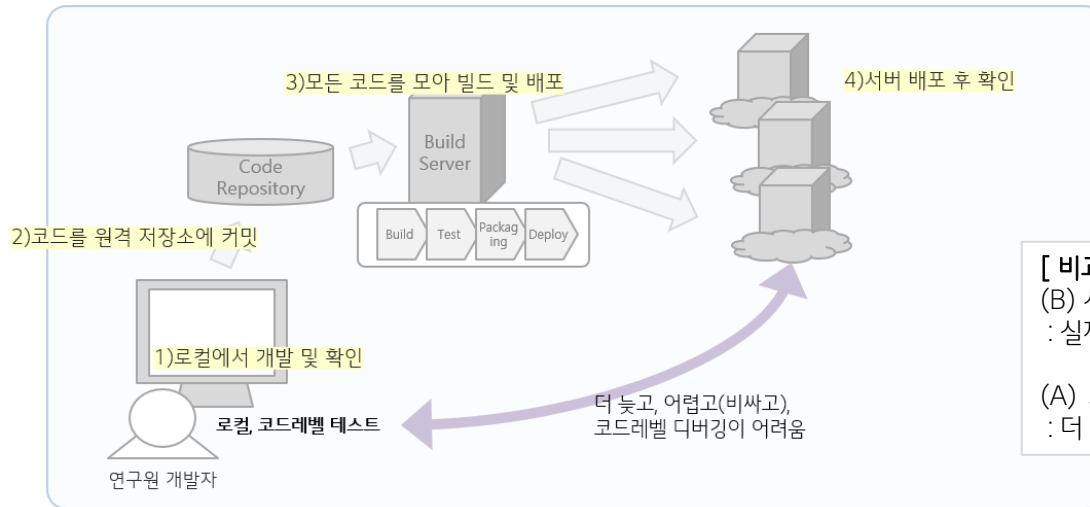 3)모든 코드를 모아 빌드 및 배포
4)서버 배포 후 확인
Build
Server
Code
Repository
Build
Test
Packag
ing
Deploy
2)코드를 원격 저장소에 커밋
1)로컬에서 개발 및 확인
로컬, 코드레벨 테스트
연구원 개발자
더 늦고, 어렵고(비싸고),
코드레벨 디버깅이 어려움
[
(B)
:
(A)
: 더